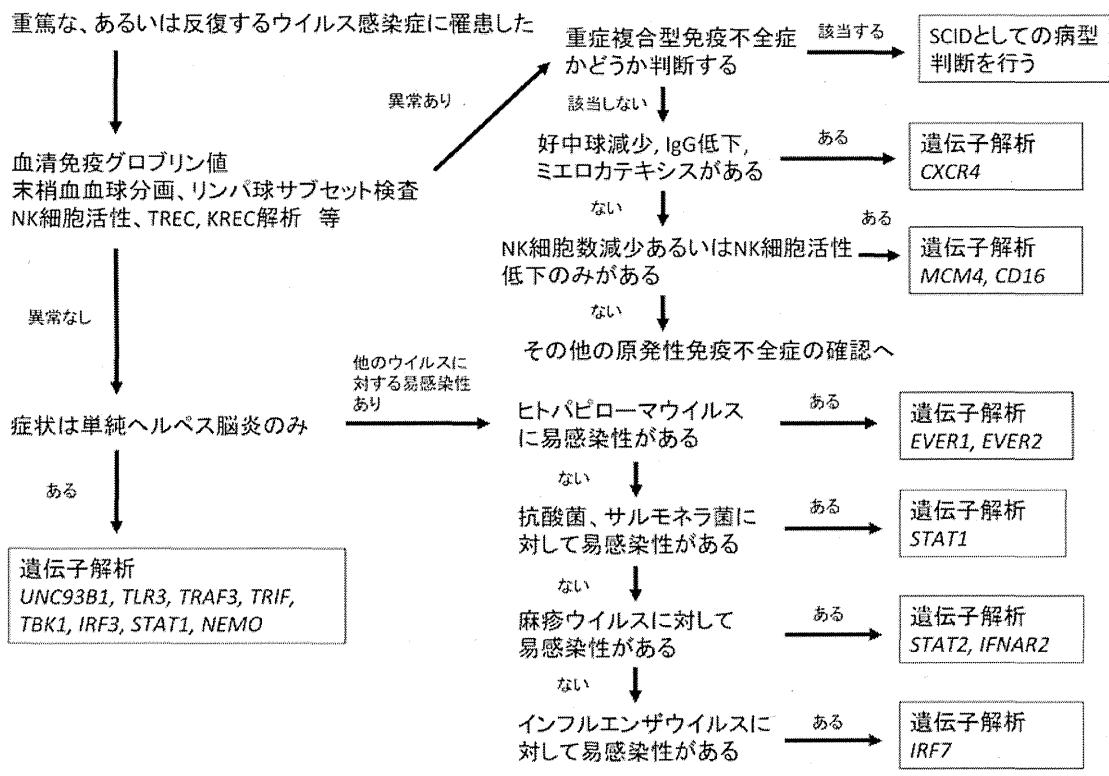 重篤な、あるいは反復するウイルス感染症に罹患した
異常あり
血清免疫グロブリン値
末梢血血球分画、リンパ球サブセット検査
NK細胞活性、TREC, KREC解析 等
異常なし
症状は単純ヘルペス脳炎のみ
ある
遺伝子解析
UNC93B1, TLR3, TRAF3, TRIF,
TBK1, IRF3, STAT1, NEMO
重症複合型免疫不全症
かどうか判断する
該当する
SCIDとしての病型
判断を行う
該当しない
好中球減少, IgG低下,
ミエロカテキシスがある
ある
遺伝子解析
CXCR4
ない
NK細胞数減少あるいはNK細胞活性
低下のみがある
ある
遺伝子解析
MCM4, CD16
ない
その他の原発性免疫不全症の確認へ
他のウイルスに
対する易感染性
あり
ヒトパピローマウイルス
に易感染性がある
ある
遺伝子解析
EVER1, EVER2
ない
抗酸菌、サルモネラ菌に
対して易感染性がある
ある
遺伝子解析
STAT1
ない
麻疹ウイルスに対して
易感染性がある
ある
遺伝子解析
STAT2, IFNAR2
ない
インフルエンザウイルスに
対して易感染性がある
ある
遺伝子解析
IRF7